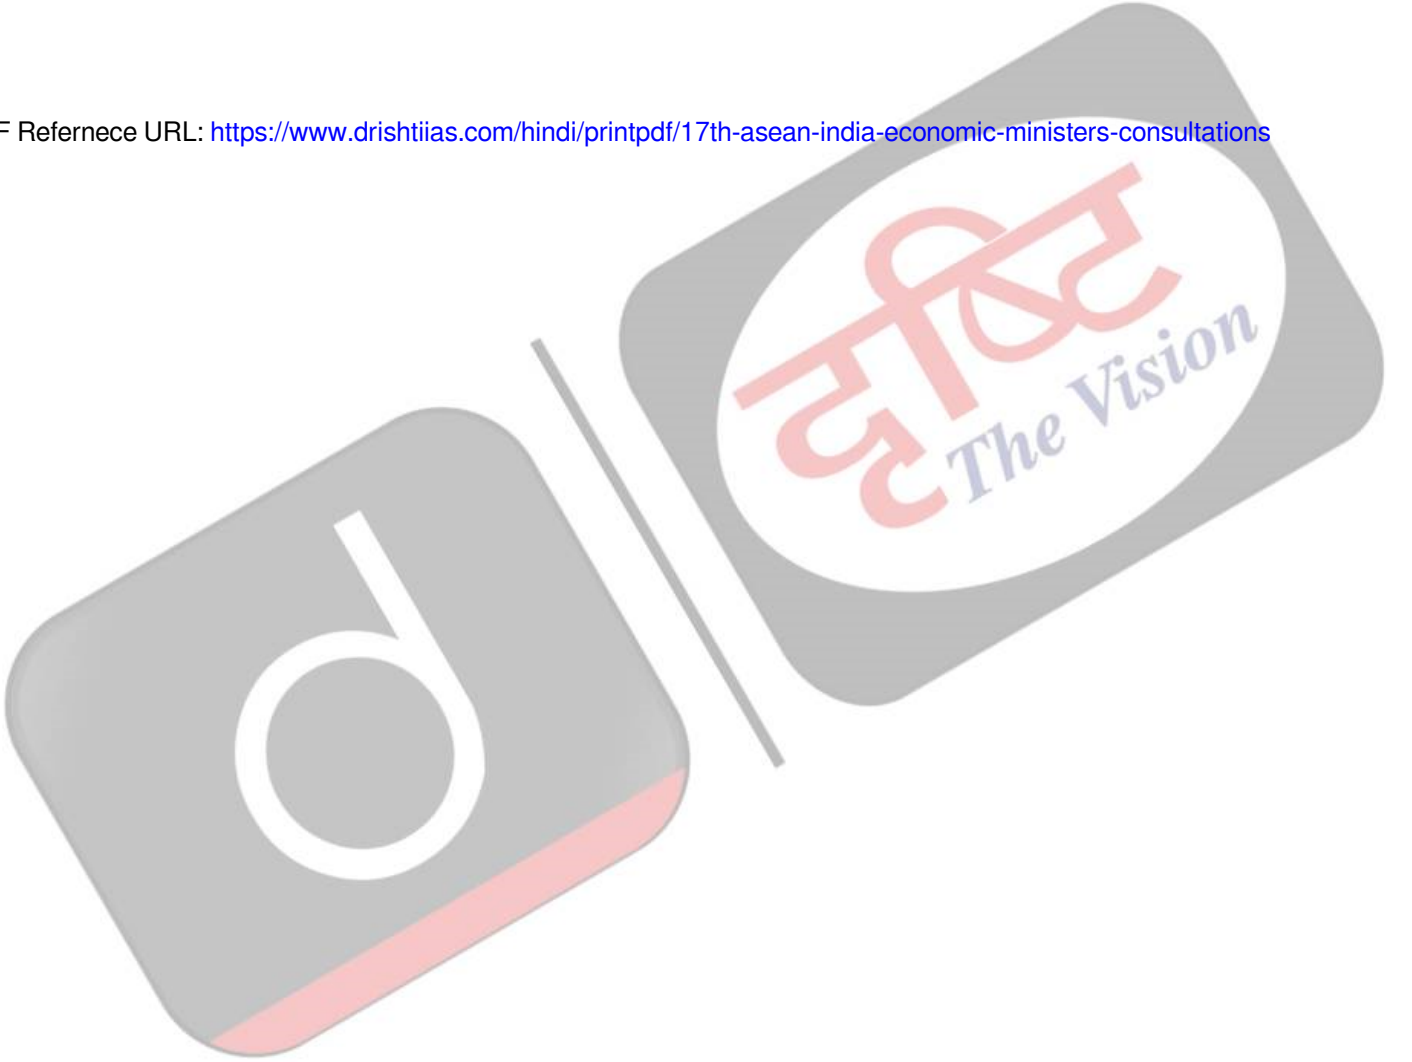 F Refernece URL: https://www.drishtiias.com/hindi/printpdf/17th-asean-india-economic-ministers-consultations
दृष्टि
The Vision
d